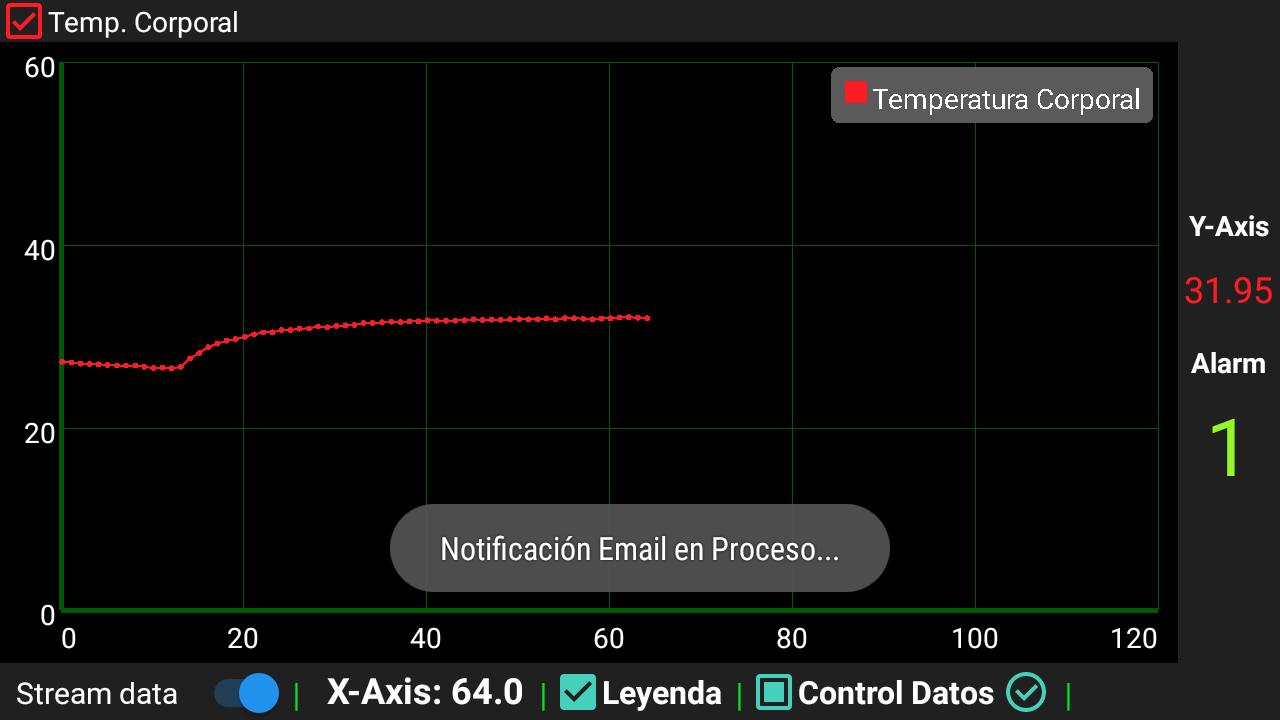 Temp. Corporal
60
Temperatura Corporal
Y-Axis
40
31.95
Alarm
20
1
Notificación Email en Proceso...
0
0 20 40 60 80 100 120
Stream data | X-Axis: 64.0 | Leyenda | Control Datos |